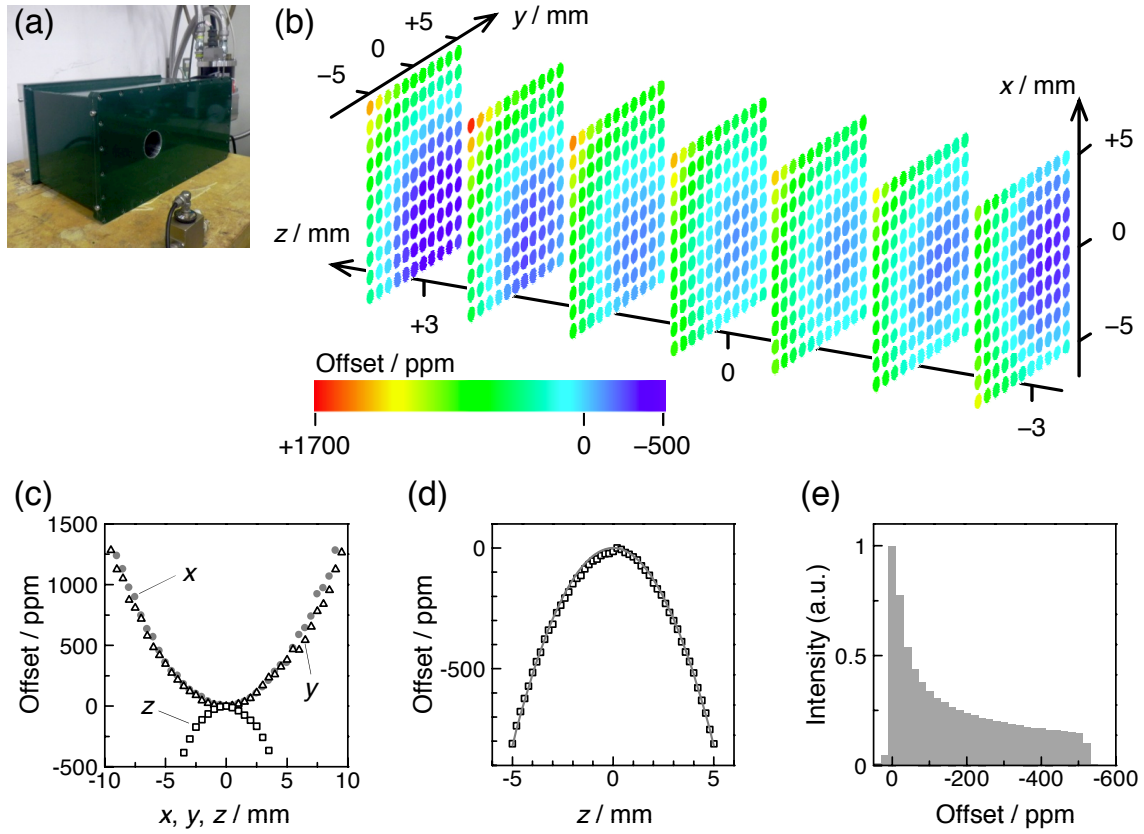 (a)
(b)
y / mm
+5
0
−5
x / mm
+5
0
−5
z / mm
+3
0
−3
Offset / ppm
+1700
0
−500
(c)
1500
1000
500
0
-500
Offset / ppm
x
y
z
-10
-5
0
5
10
x, y, z / mm
(d)
0
-500
Offset / ppm
-5
0
5
z / mm
(e)
1
0.5
0
Intensity (a.u.)
0
-200
-400
-600
Offset / ppm